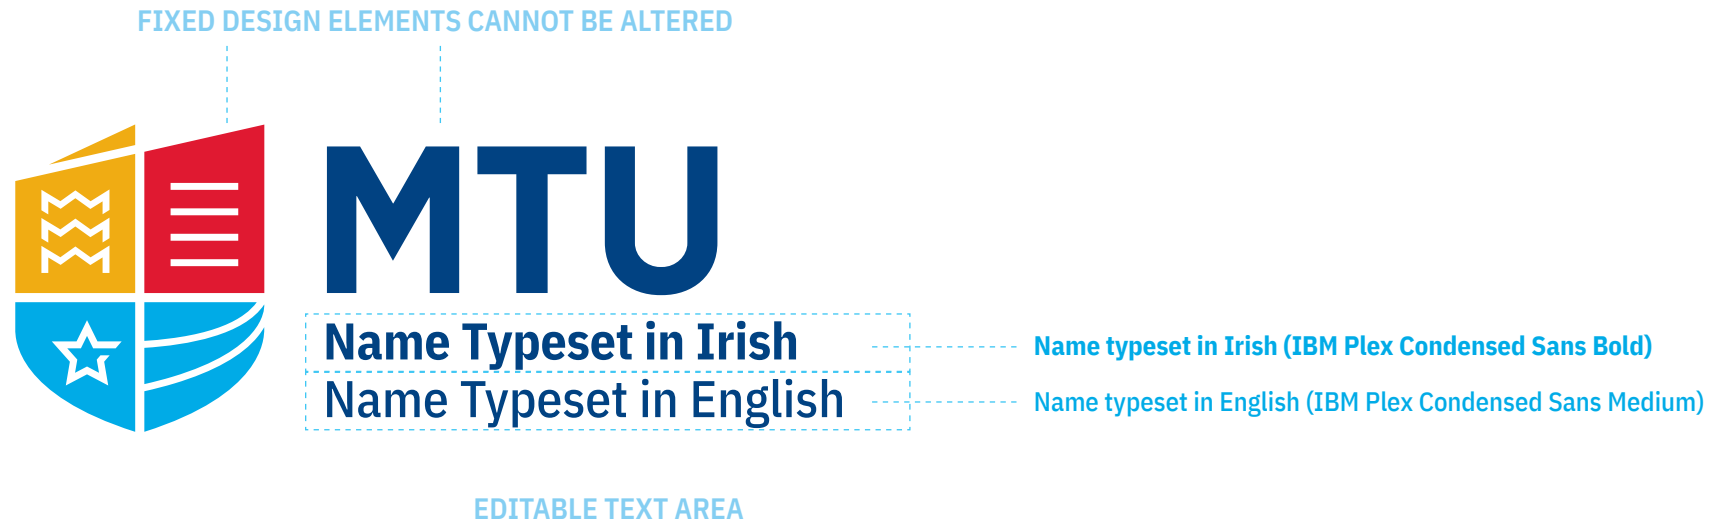 FIXED DESIGN ELEMENTS CANNOT BE ALTERED
MTU
Name Typeset in Irish
Name typeset in Irish (IBM Plex Condensed Sans Bold)
Name Typeset in English
Name typeset in English (IBM Plex Condensed Sans Medium)
EDITABLE TEXT AREA